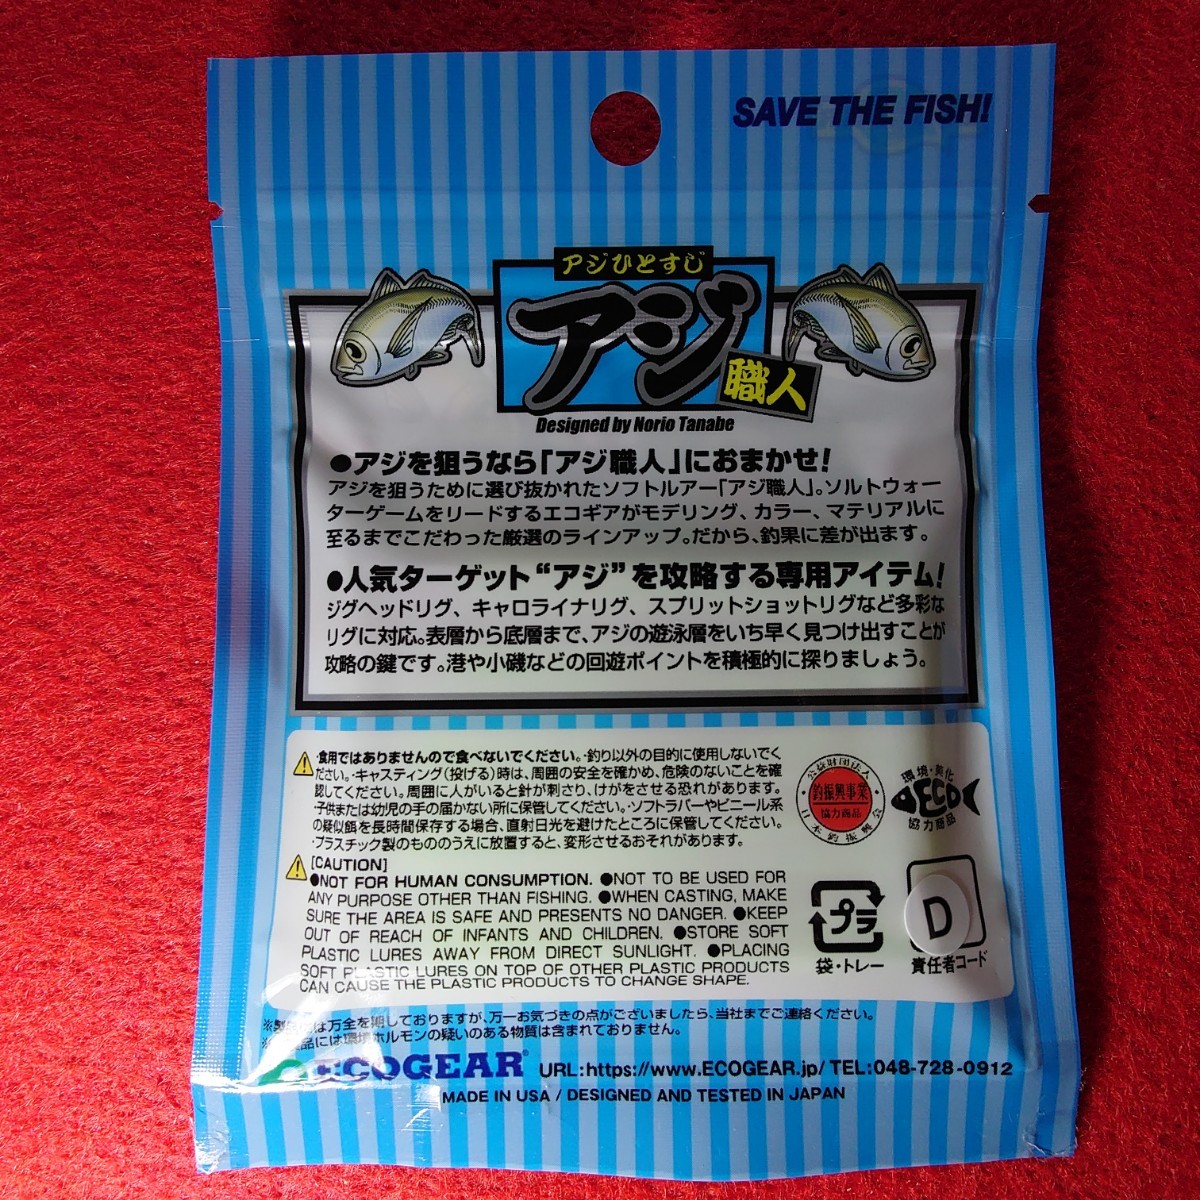 SAVE THE FISH!
アジひとすじ
アジ
職人
Designed by Norio Tanabe
●アジを狙うなら「アジ職人」におまかせ!
アジを狙うために選び抜かれたソフトルアー「アジ職人」。ソルトウォー
ターゲームをリードするエコギアがモデリング、カラー、マテリアルに
至るまでこだわった厳選のラインアップ。だから、釣果に差が出ます。
●人気ターゲット“アジ”を攻略する専用アイテム!
ジグヘッドリグ、キャロライナリグ、スプリットショットリグなど多彩な
リグに対応。表層から底層まで、アジの遊泳層をいち早く見つけ出すことが
攻略の鍵です。港や小磯などの回遊ポイントを積極的に探りましょう。
・食用ではありませんので食べないでください。・釣り以外の目的に使用しないでく
ださい。・キャスティング(投げる)時は、周囲の安全を確かめ、危険のないことを確
認してください。周囲に人がいると針が刺さり、けがをさせる恐れがあります。
・子供または幼児の手の届かない所に保管してください。・ソフトラバーやビニール系
の疑似餌を長時間保存する場合、直射日光を避けたところに保管してください。
・プラスチック製のもののうえに放置すると、変形させるおそれがあります。
[CAUTION]
●NOT FOR HUMAN CONSUMPTION. ●NOT TO BE USED FOR
ANY PURPOSE OTHER THAN FISHING. ●WHEN CASTING, MAKE
SURE THE AREA IS SAFE AND PRESENTS NO DANGER. ●KEEP
OUT OF REACH OF INFANTS AND CHILDREN. ●STORE SOFT
PLASTIC LURES AWAY FROM DIRECT SUNLIGHT. ●PLACING
SOFT PLASTIC LURES ON TOP OF OTHER PLASTIC PRODUCTS
CAN CAUSE THE PLASTIC PRODUCTS TO CHANGE SHAPE.
公益財団法人
釣振興事業
協力商品
日本釣振興会
環境・美化
DECO
協力商品
プラ
袋・トレー
D
責任者コード
※製品には万全を期しておりますが、万一お気づきの点がございましたら、当社までご連絡ください。
製品には環境ホルモンの疑いのある物質は含まれておりません。
ECOGEAR® URL:https://www.ECOGEAR.jp/ TEL:048-728-0912
MADE IN USA / DESIGNED AND TESTED IN JAPAN